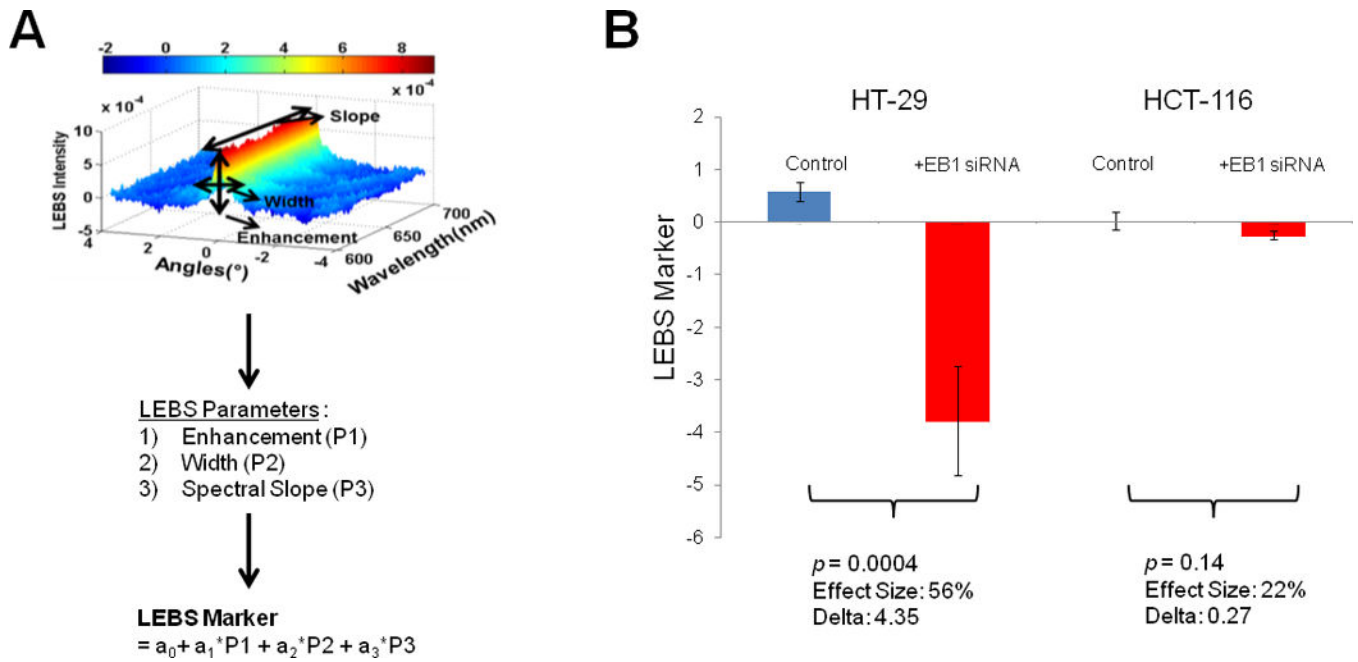 A
-2 0 2 4 6 8
x 10⁻⁴
x 10⁻⁴
10
5
0
-5
LEBS Intensity
Slope
Width
Enhancement
4 2 0 -2 -4
Angles(°)
600 650 700
Wavelength(nm)
LEBS Parameters :
1) Enhancement (P1)
2) Width (P2)
3) Spectral Slope (P3)
LEBS Marker
= a₀+ a₁*P1 + a₂*P2 + a₃*P3
B
HT-29 HCT-116
Control +EB1 siRNA Control +EB1 siRNA
LEBS Marker
2
1
0
-1
-2
-3
-4
-5
-6
p = 0.0004
Effect Size: 56%
Delta: 4.35
p = 0.14
Effect Size: 22%
Delta: 0.27